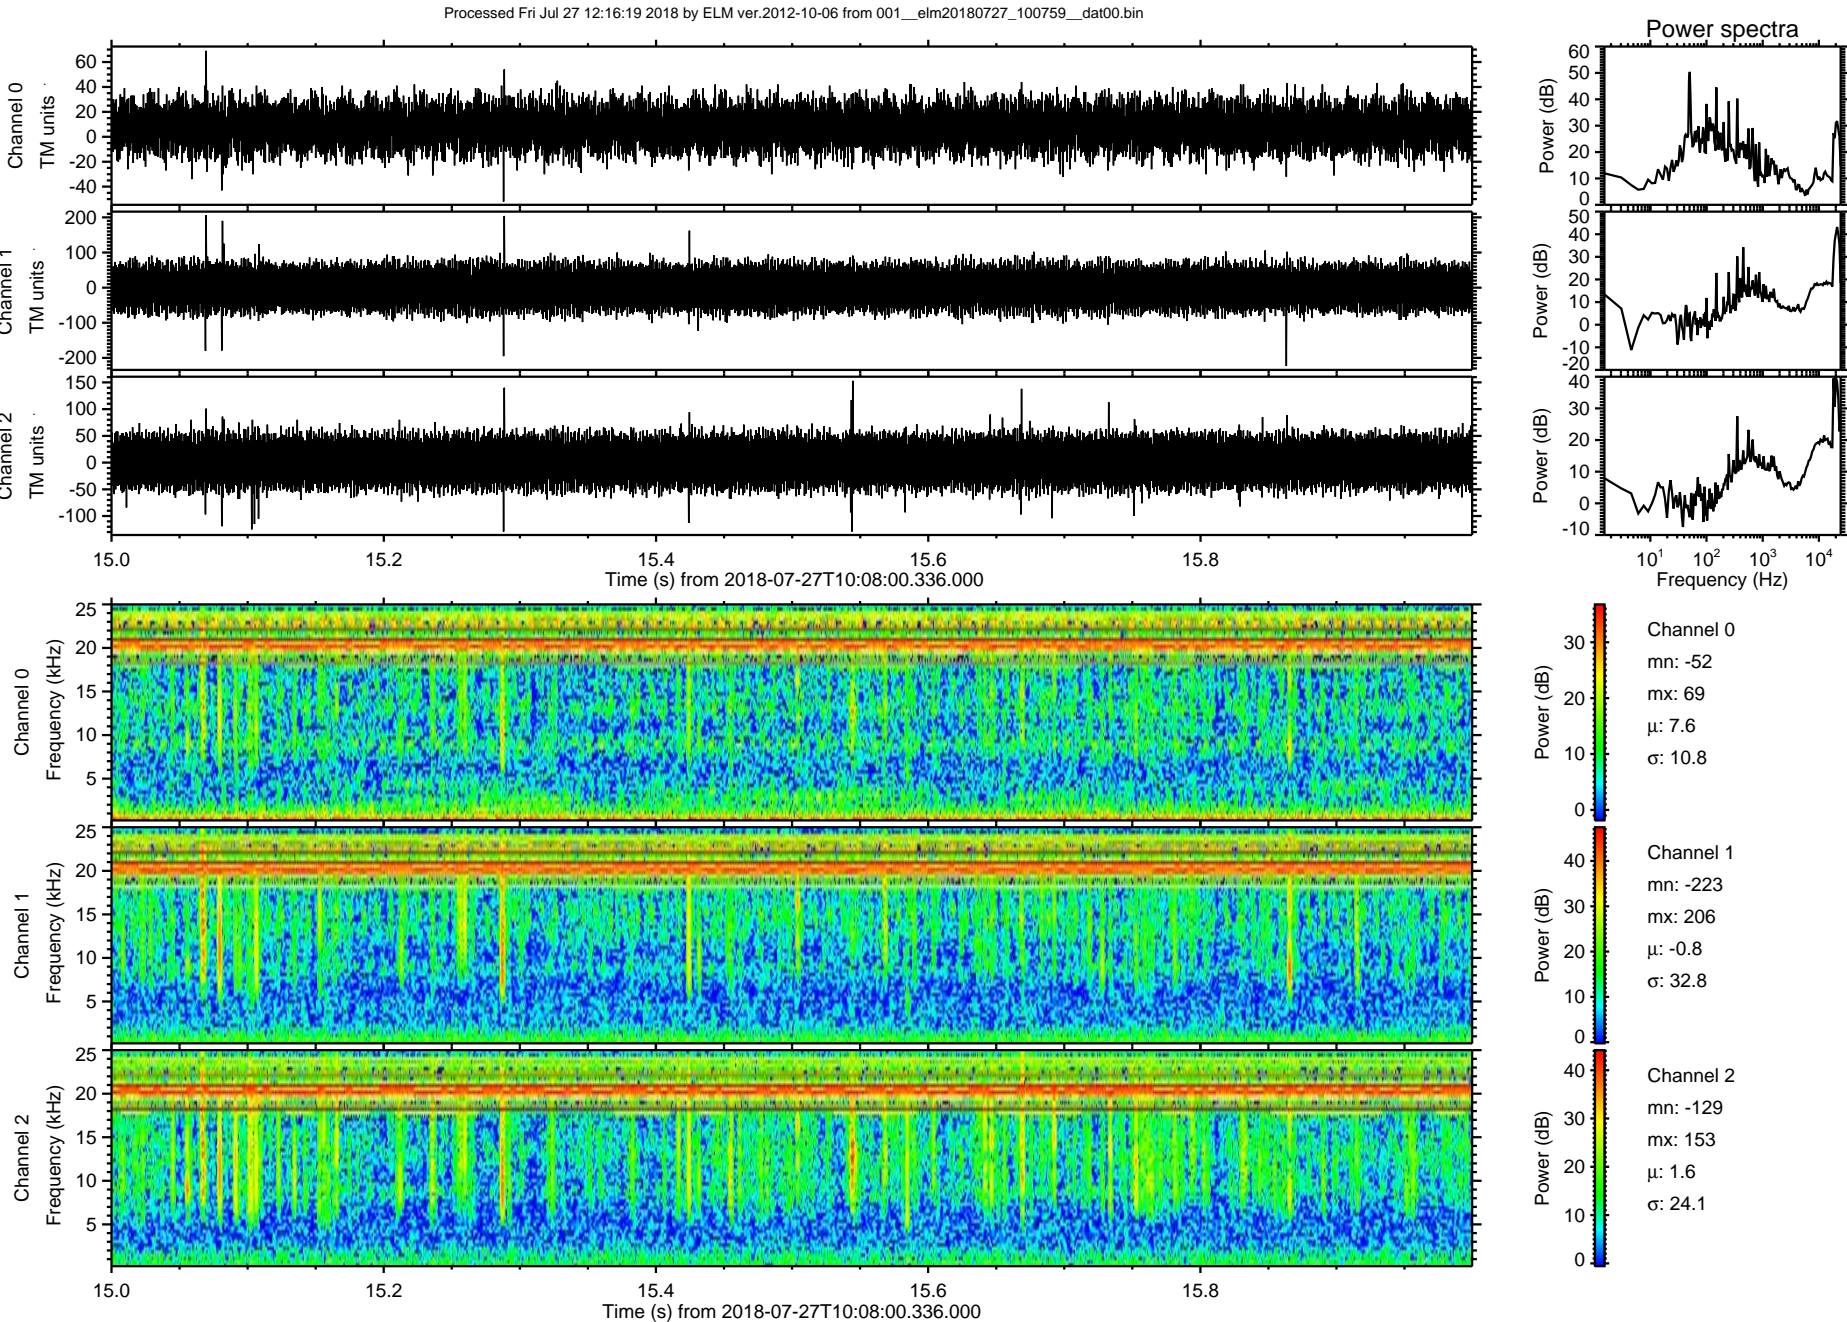 Processed Fri Jul 27 12:16:19 2018 by ELM ver.2012-10-06 from 001__elm20180727_100759__dat00.bin
Power spectra
Channel 0
TM units
60
40
20
0
-20
-40
Power (dB)
60
50
40
30
20
10
0
Channel 1
TM units
200
100
0
-100
-200
Power (dB)
50
40
30
20
10
0
-10
-20
Channel 2
TM units
150
100
50
0
-50
-100
Power (dB)
40
30
20
10
0
-10
15.0 15.2 15.4 15.6 15.8
Time (s) from 2018-07-27T10:08:00.336.000
10^1 10^2 10^3 10^4
Frequency (Hz)
Channel 0
Frequency (kHz)
25
20
15
10
5
Power (dB)
30
20
10
0
Channel 0
mn: -52
mx: 69
μ: 7.6
σ: 10.8
Channel 1
Frequency (kHz)
25
20
15
10
5
Power (dB)
40
30
20
10
0
Channel 1
mn: -223
mx: 206
μ: -0.8
σ: 32.8
Channel 2
Frequency (kHz)
25
20
15
10
5
Power (dB)
40
30
20
10
0
Channel 2
mn: -129
mx: 153
μ: 1.6
σ: 24.1
15.0 15.2 15.4 15.6 15.8
Time (s) from 2018-07-27T10:08:00.336.000